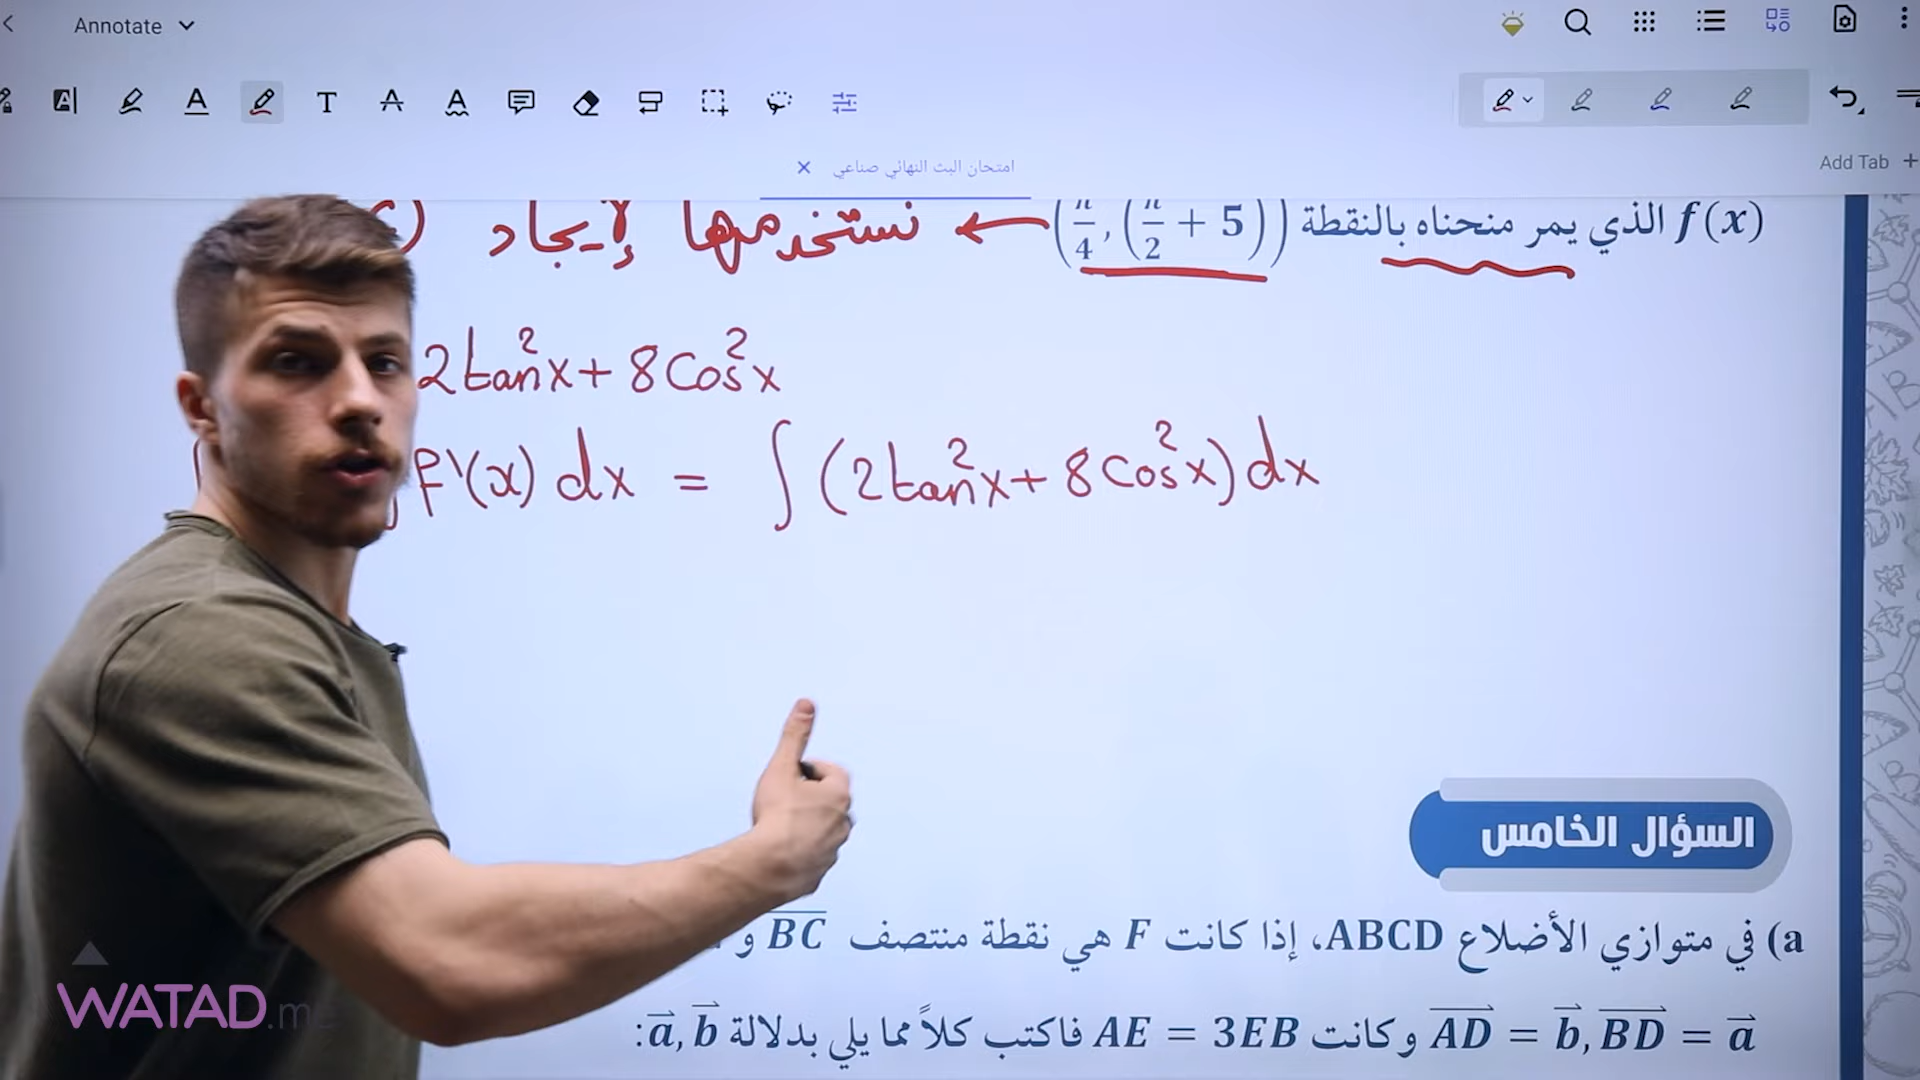 Annotate
Add Tab +
امتحان البث النهائي صناعي
f(x) الذي يمر منحناه بالنقطة (π/4, (π/2 + 5)) ← نستخدمها لإيجاد
2tan²x + 8cos²x
f'(x) dx = ∫ (2tan²x + 8cos²x) dx
السؤال الخامس
a) في متوازي الأضلاع ABCD، إذا كانت F هي نقطة منتصف BC و
BD = a, AD = b وكانت AE = 3EB فاكتب كلاً مما يلي بدلالة a, b:
WATAD.me